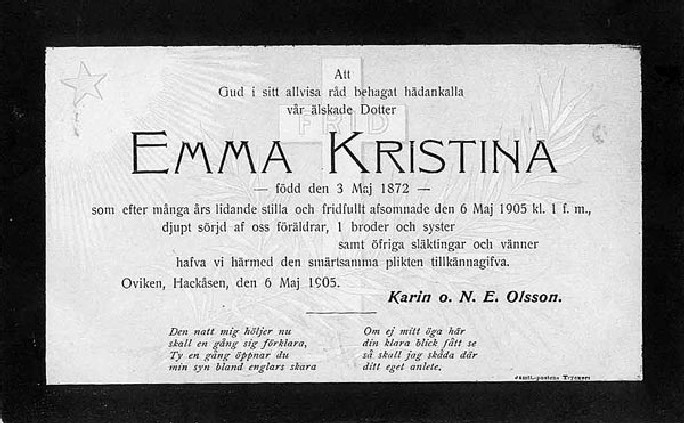 Att
Gud i sitt allvisa råd behagat hädankalla
vår älskade Dotter
FRID
EMMA KRISTINA
— född den 3 Maj 1872 —
som efter många års lidande stilla och fridfullt afsomnade den 6 Maj 1905 kl. 1 f. m.,
djupt sörjd af oss föräldrar, 1 broder och syster
samt öfriga släktingar och vänner
hafva vi härmed den smärtsamma plikten tillkännagifva.
Oviken, Hackåsen, den 6 Maj 1905.
Karin o. N. E. Olsson.
Den natt mig höljer nu
skall en gång sig förklara,
Ty en gång öppnar du
min syn bland englars skara
Om ej mitt öga här
din klara blick fått se
så skall jag skåda där
ditt eget anlete.
Jämtl.-postens Tryckeri